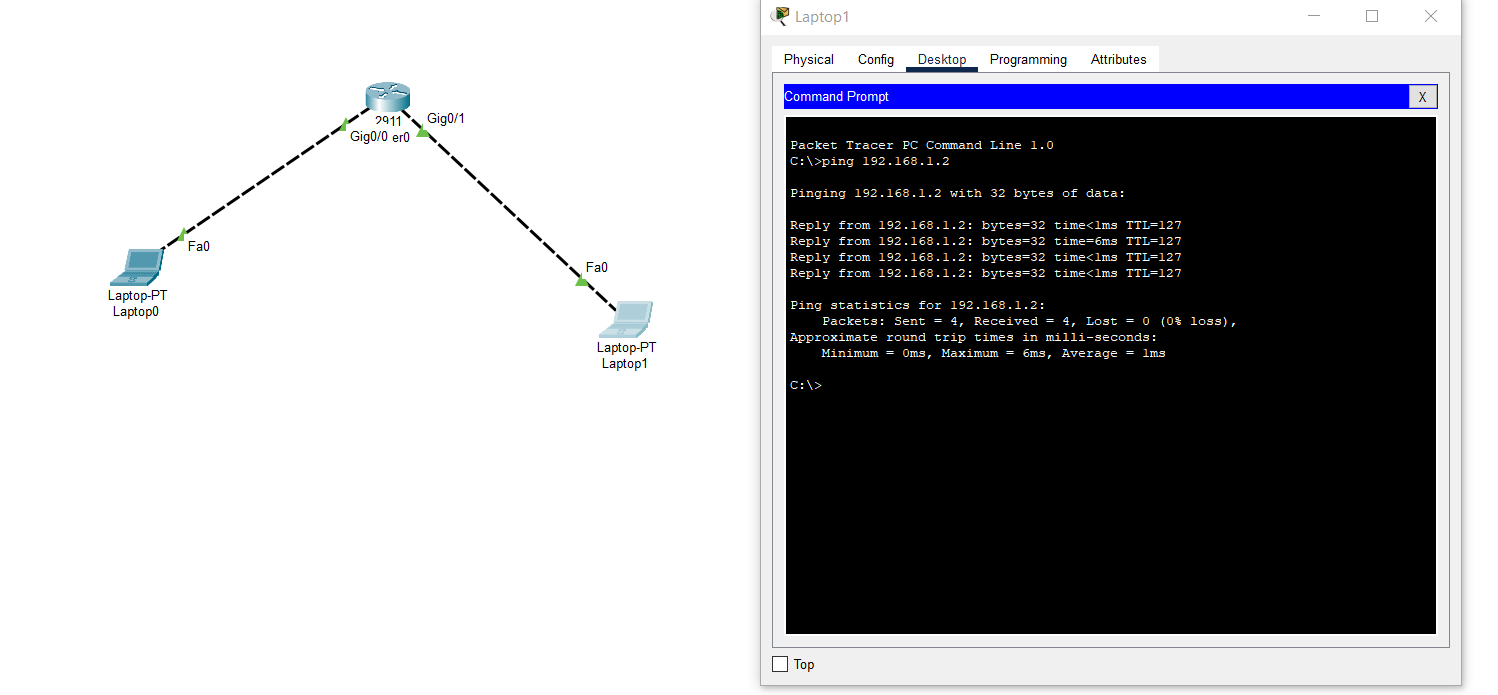 2911
Gig0/1
Gig0/0 er0
Fa0
Laptop-PT
Laptop0
Fa0
Laptop-PT
Laptop1
Laptop1
Physical Config Desktop Programming Attributes
Command Prompt X
Packet Tracer PC Command Line 1.0
C:\>ping 192.168.1.2
Pinging 192.168.1.2 with 32 bytes of data:
Reply from 192.168.1.2: bytes=32 time<1ms TTL=127
Reply from 192.168.1.2: bytes=32 time=6ms TTL=127
Reply from 192.168.1.2: bytes=32 time<1ms TTL=127
Reply from 192.168.1.2: bytes=32 time<1ms TTL=127
Ping statistics for 192.168.1.2:
Packets: Sent = 4, Received = 4, Lost = 0 (0% loss),
Approximate round trip times in milli-seconds:
Minimum = 0ms, Maximum = 6ms, Average = 1ms
C:\>
Top